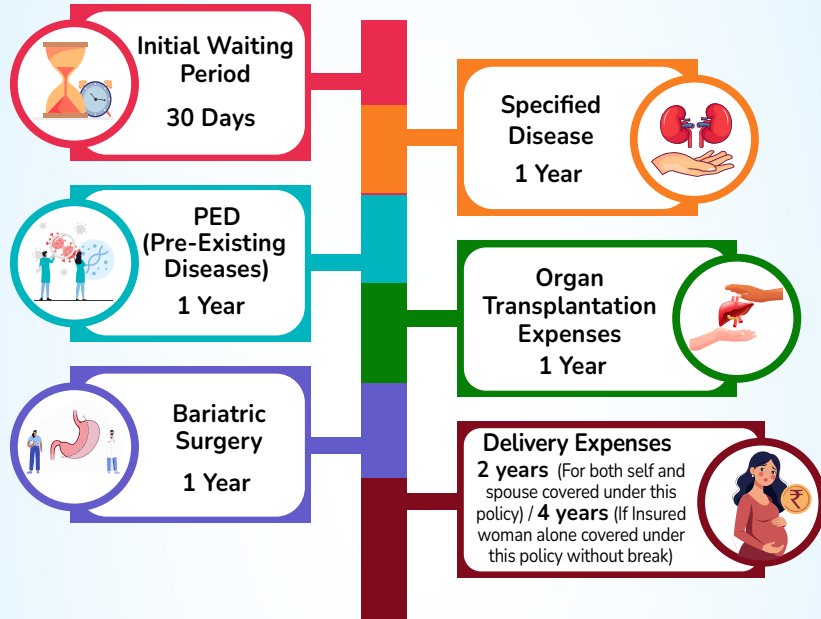 Initial Waiting
Period
30 Days
Specified
Disease
1 Year
PED
(Pre-Existing
Diseases)
1 Year
Organ
Transplantation
Expenses
1 Year
Bariatric
Surgery
1 Year
Delivery Expenses
2 years (For both self and
spouse covered under this
policy) / 4 years (If Insured
woman alone covered under
this policy without break)
₹